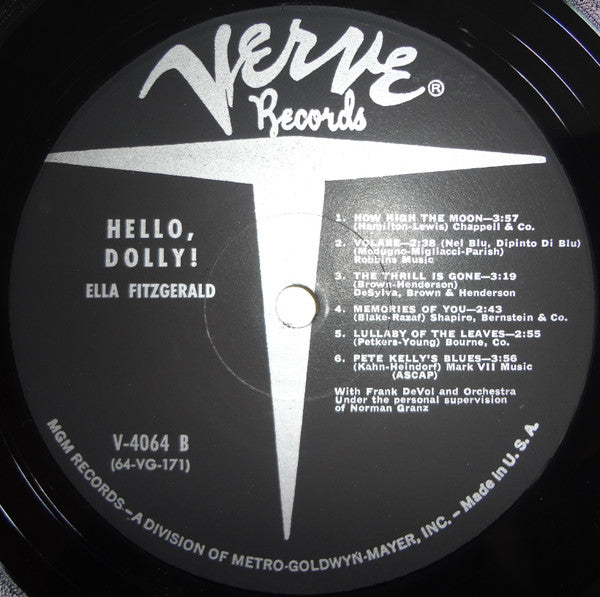 VERVE®
Records
HELLO,
DOLLY!
ELLA FITZGERALD
1. HOW HIGH THE MOON—3:57
(Hamilton-Lewis) Chappell & Co.
2. VOLARE—2:38 (Nel Blu, Dipinto Di Blu)
(Modugno-Migliacci-Parish)
Robbins Music
3. THE THRILL IS GONE—3:19
(Brown-Henderson)
DeSylva, Brown & Henderson
4. MEMORIES OF YOU—2:43
(Blake-Razaf) Shapiro, Bernstein & Co.
5. LULLABY OF THE LEAVES—2:55
(Petkers-Young) Bourne, Co.
6. PETE KELLY'S BLUES—3:56
(Kahn-Heindorf) Mark VII Music
(ASCAP)
With Frank DeVol and Orchestra
Under the personal supervision
of Norman Granz
V-4064 B
(64-VG-171)
MGM RECORDS—A DIVISION OF METRO-GOLDWYN-MAYER, INC.—Made in U.S.A.